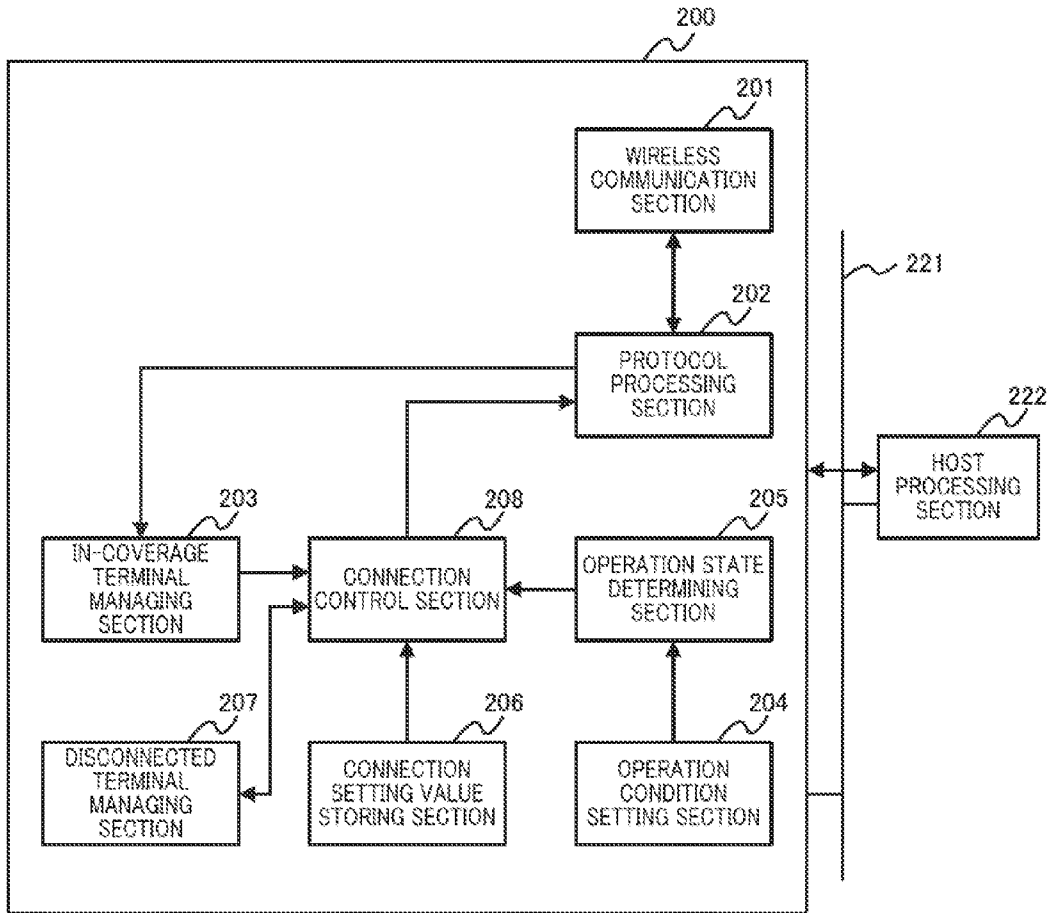 200
201
WIRELESS
COMMUNICATION
SECTION
221
202
PROTOCOL
PROCESSING
SECTION
222
HOST
PROCESSING
SECTION
203
IN-COVERAGE
TERMINAL
MANAGING
SECTION
208
CONNECTION
CONTROL SECTION
205
OPERATION STATE
DETERMINING
SECTION
207
DISCONNECTED
TERMINAL
MANAGING
SECTION
206
CONNECTION
SETTING VALUE
STORING SECTION
204
OPERATION
CONDITION
SETTING SECTION